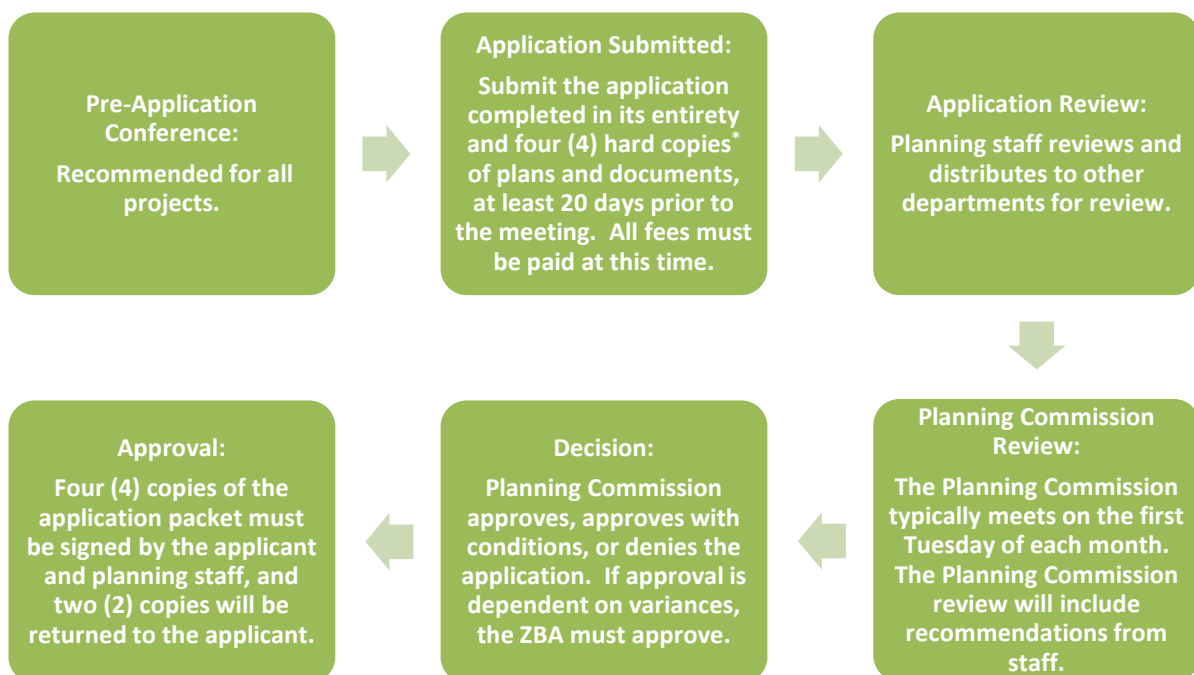 Pre-Application
Conference:
Recommended for all
projects.
Application Submitted:
Submit the application
completed in its entirety
and four (4) hard copies*
of plans and documents,
at least 20 days prior to
the meeting.  All fees must
be paid at this time.
Application Review:
Planning staff reviews and
distributes to other
departments for review.
Planning Commission
Review:
The Planning Commission
typically meets on the first
Tuesday of each month.
The Planning Commission
review will include
recommendations from
staff.
Decision:
Planning Commission
approves, approves with
conditions, or denies the
application.  If approval is
dependent on variances,
the ZBA must approve.
Approval:
Four (4) copies of the
application packet must
be signed by the applicant
and planning staff, and
two (2) copies will be
returned to the applicant.